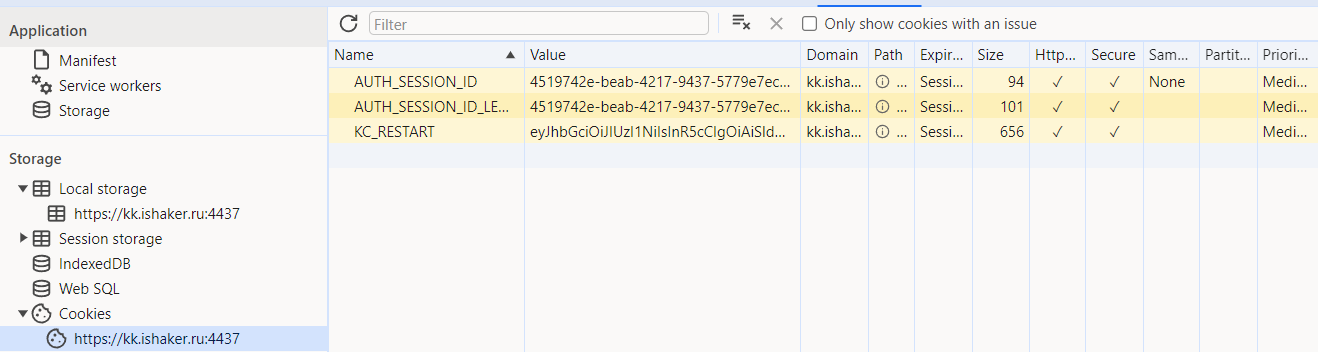 Application
Manifest
Service workers
Storage
Storage
Local storage
https://kk.ishaker.ru:4437
Session storage
IndexedDB
Web SQL
Cookies
https://kk.ishaker.ru:4437
Filter
Only show cookies with an issue
Name Value Domain Path Expir... Size Http... Secure Sam... Partit... Priori...
AUTH_SESSION_ID 4519742e-beab-4217-9437-5779e7ec... kk.isha... ... Sessi... 94 ✓ ✓ None Medi...
AUTH_SESSION_ID_LE... 4519742e-beab-4217-9437-5779e7ec... kk.isha... ... Sessi... 101 ✓ ✓ Medi...
KC_RESTART eyJhbGciOiJIUzI1NiIsInR5cCIgOiAiSld... kk.isha... ... Sessi... 656 ✓ ✓ Medi...